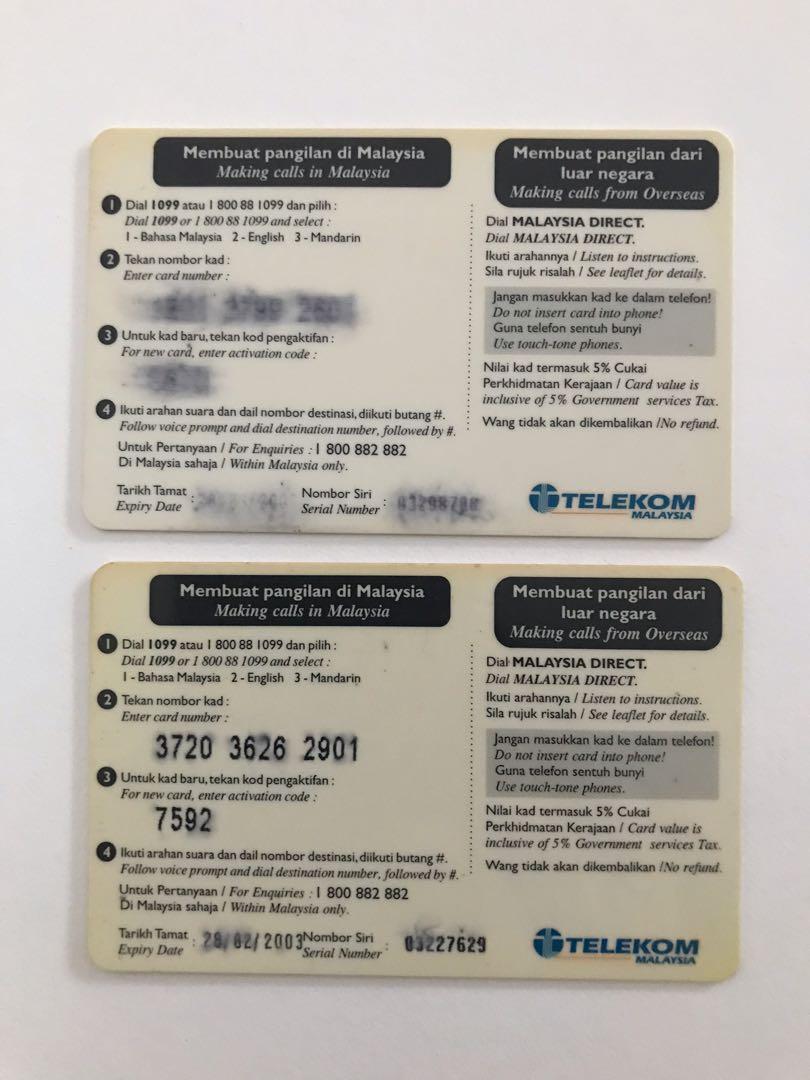 Membuat pangilan di Malaysia
Making calls in Malaysia
1 Dial 1099 atau 1 800 88 1099 dan pilih :
Dial 1099 or 1 800 88 1099 and select :
1 - Bahasa Malaysia 2 - English 3 - Mandarin
2 Tekan nombor kad :
Enter card number :
3 Untuk kad baru, tekan kod pengaktifan :
For new card, enter activation code :
4 Ikuti arahan suara dan dail nombor destinasi, diikuti butang #.
Follow voice prompt and dial destination number, followed by #.
Untuk Pertanyaan / For Enquiries : 1 800 882 882
Di Malaysia sahaja / Within Malaysia only.
Tarikh Tamat :
Expiry Date
Nombor Siri :
Serial Number
Membuat pangilan dari
luar negara
Making calls from Overseas
Dial MALAYSIA DIRECT.
Dial MALAYSIA DIRECT.
Ikuti arahannya / Listen to instructions.
Sila rujuk risalah / See leaflet for details.
Jangan masukkan kad ke dalam telefon!
Do not insert card into phone!
Guna telefon sentuh bunyi
Use touch-tone phones.
Nilai kad termasuk 5% Cukai
Perkhidmatan Kerajaan / Card value is
inclusive of 5% Government services Tax.
Wang tidak akan dikembalikan /No refund.
TELEKOM
MALAYSIA
Membuat pangilan di Malaysia
Making calls in Malaysia
1 Dial 1099 atau 1 800 88 1099 dan pilih :
Dial 1099 or 1 800 88 1099 and select :
1 - Bahasa Malaysia 2 - English 3 - Mandarin
2 Tekan nombor kad :
Enter card number :
3720 3626 2901
3 Untuk kad baru, tekan kod pengaktifan :
For new card, enter activation code :
7592
4 Ikuti arahan suara dan dail nombor destinasi, diikuti butang #.
Follow voice prompt and dial destination number, followed by #.
Untuk Pertanyaan / For Enquiries : 1 800 882 882
Di Malaysia sahaja / Within Malaysia only.
Tarikh Tamat : 28/02/2003
Expiry Date
Nombor Siri : 03227629
Serial Number
Membuat pangilan dari
luar negara
Making calls from Overseas
Dial MALAYSIA DIRECT.
Dial MALAYSIA DIRECT.
Ikuti arahannya / Listen to instructions.
Sila rujuk risalah / See leaflet for details.
Jangan masukkan kad ke dalam telefon!
Do not insert card into phone!
Guna telefon sentuh bunyi
Use touch-tone phones.
Nilai kad termasuk 5% Cukai
Perkhidmatan Kerajaan / Card value is
inclusive of 5% Government services Tax.
Wang tidak akan dikembalikan /No refund.
TELEKOM
MALAYSIA